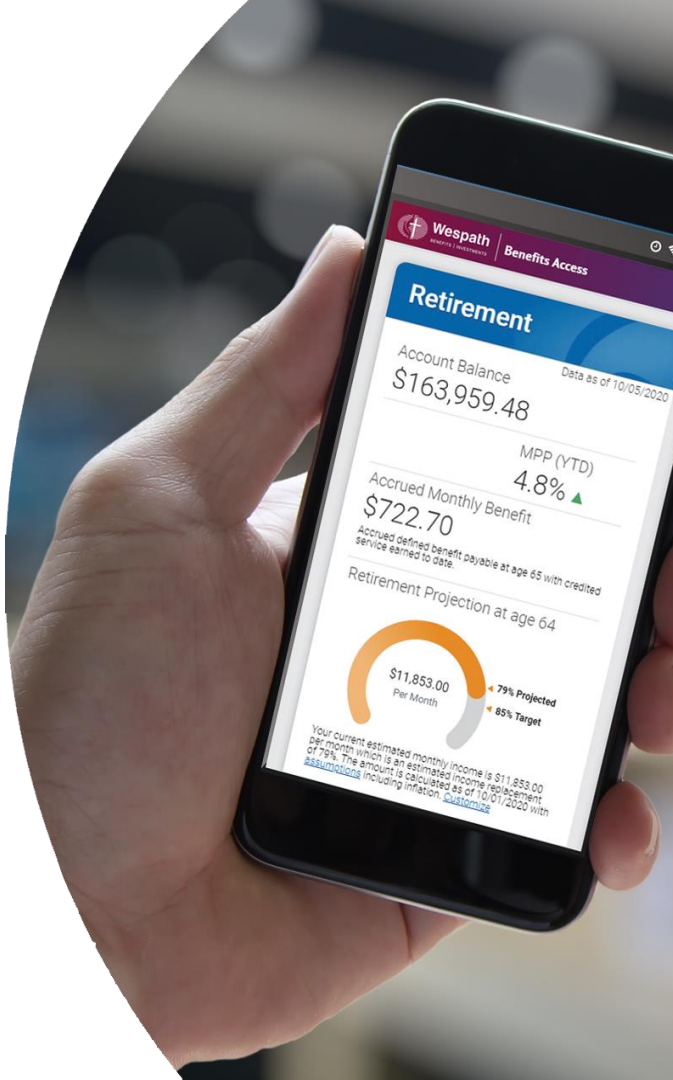 Wespath
BENEFITS | INVESTMENTS
Benefits Access
Retirement
Data as of 10/05/2020
Account Balance
$163,959.48
MPP (YTD)
4.8%
Accrued Monthly Benefit
$722.70
Accrued defined benefit payable at age 65 with credited
service earned to date.
Retirement Projection at age 64
$11,853.00
Per Month
79% Projected
85% Target
Your current estimated monthly income is $11,853.00
per month which is an estimated income replacement
of 79%. The amount is calculated as of 10/01/2020 with
assumptions including inflation. Customize